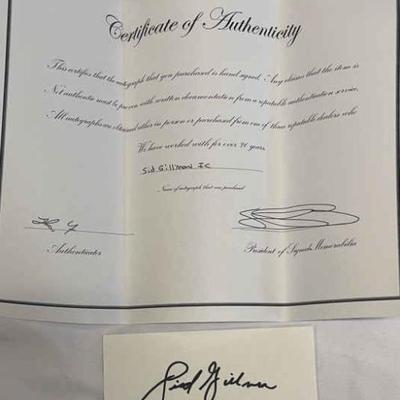 Certificate of Authenticity
This certifies that the autograph that you purchased is hand signed. Any claims that the item is
Not authentic must be proven with written documentation from a reputable authentication service.
All autographs are obtained either in person or purchased from one of three reputable dealers who
We have worked with for over 20 years
Sid Gillman IC
Name of autograph that was purchased
Authenticator
President of Memorabilia
Sid Gillman